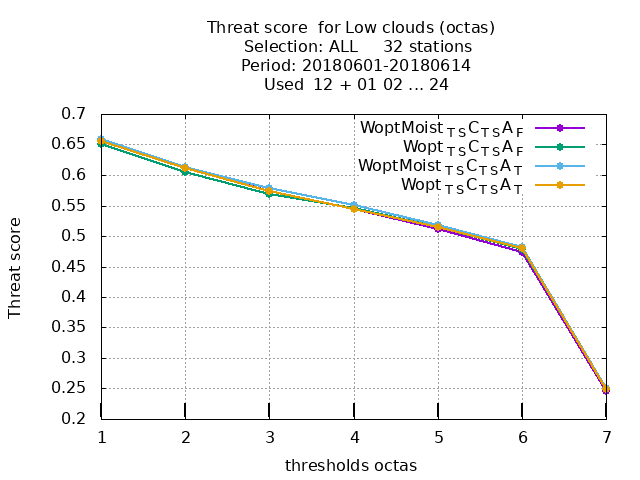 Threat score  for Low clouds (octas)
Selection: ALL     32 stations
Period: 20180601-20180614
Used  12 + 01 02 ... 24
WoptMoist TS C TS A F
Wopt TS C TS A F
WoptMoist TS C TS A T
Wopt TS C TS A T
0.7
0.65
0.6
0.55
0.5
0.45
0.4
0.35
0.3
0.25
0.2
Threat score
1 2 3 4 5 6 7
thresholds octas